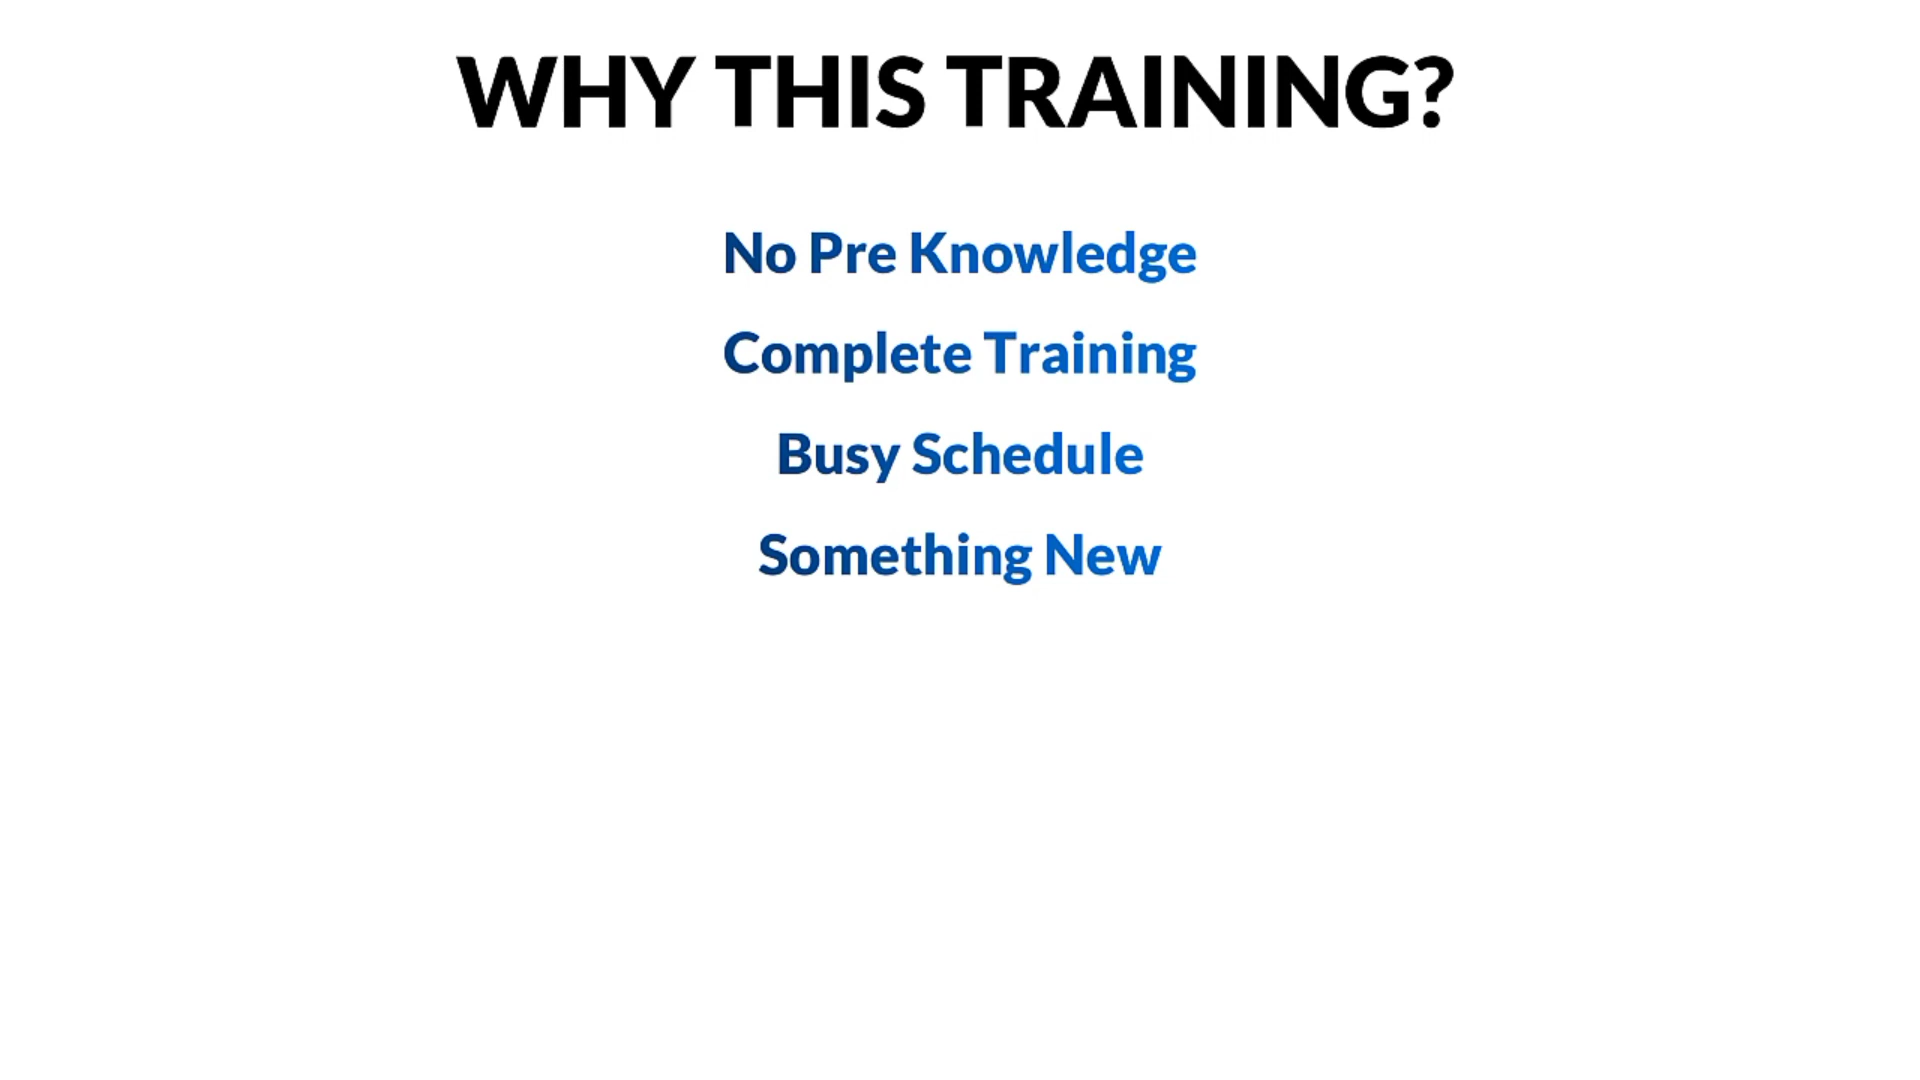 WHY THIS TRAINING?
No Pre Knowledge
Complete Training
Busy Schedule
Something New